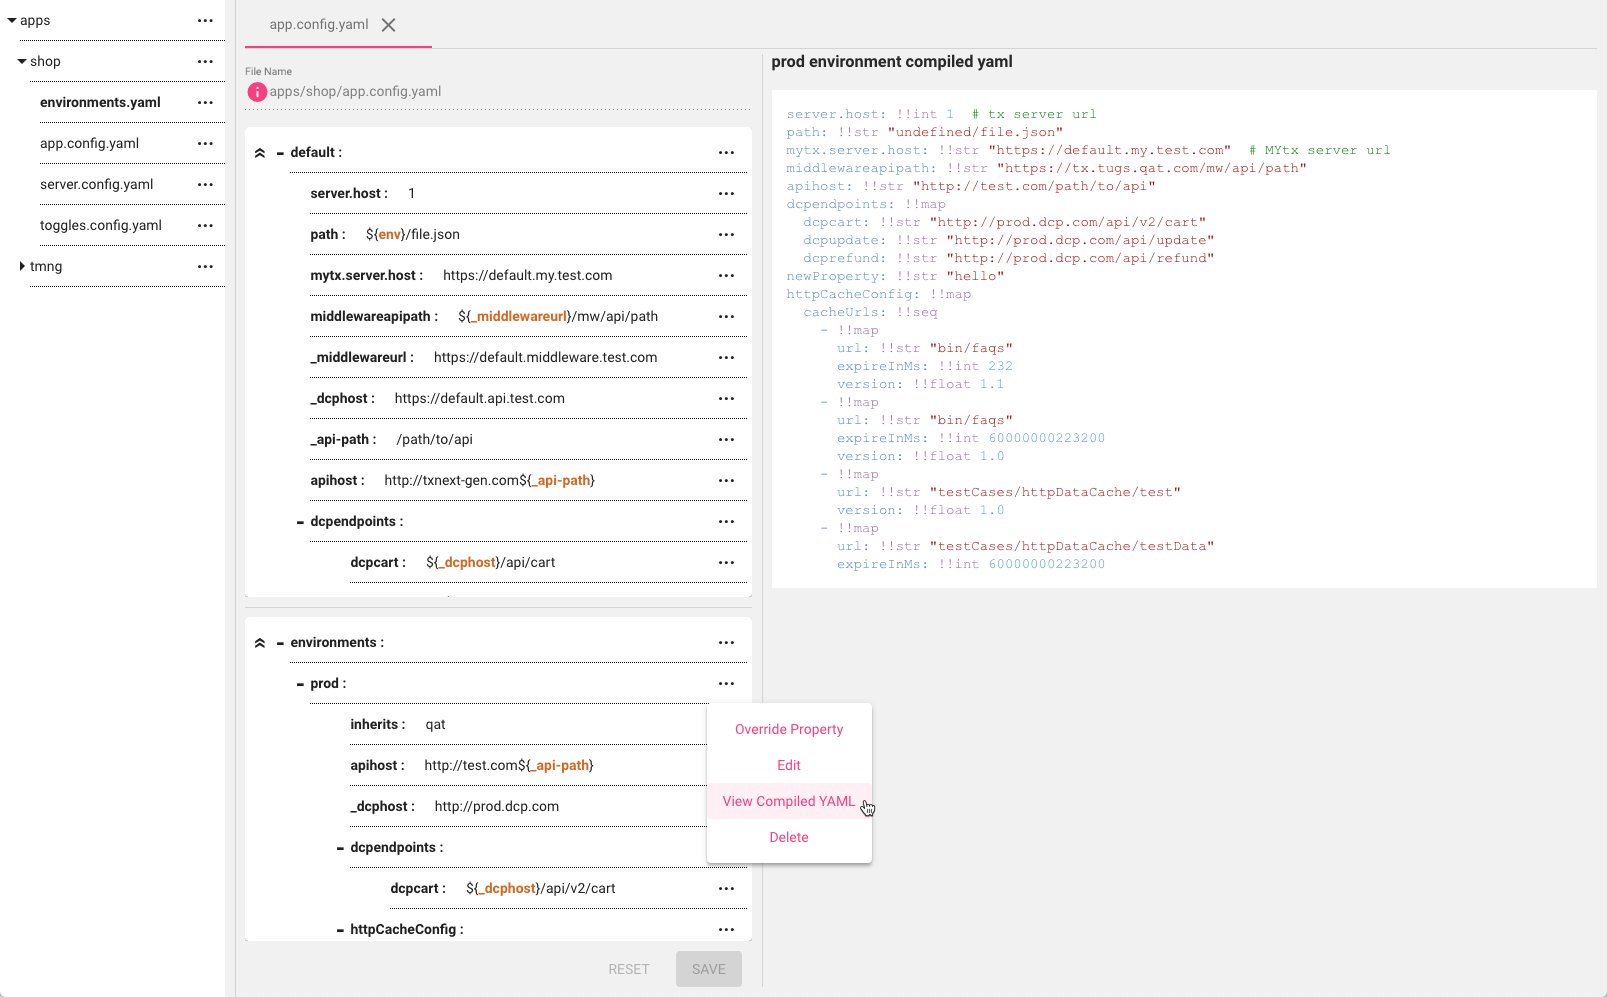 apps
shop
environments.yaml
app.config.yaml
server.config.yaml
toggles.config.yaml
tmng
app.config.yaml
File Name
apps/shop/app.config.yaml
default :
server.host : 1
path : ${env}/file.json
mytx.server.host : https://default.my.test.com
middlewareapipath : ${_middlewareurl}/mw/api/path
_middlewareurl : https://default.middleware.test.com
_dcphost : https://default.api.test.com
_api-path : /path/to/api
apihost : http://txnext-gen.com${_api-path}
dcpendpoints :
dcpcart : ${_dcphost}/api/cart
environments :
prod :
inherits : qat
apihost : http://test.com${_api-path}
_dcphost : http://prod.dcp.com
dcpendpoints :
dcpcart : ${_dcphost}/api/v2/cart
httpCacheConfig :
RESET SAVE
Override Property
Edit
View Compiled YAML
Delete
prod environment compiled yaml
server.host: !!int 1 # tx server url
path: !!str "undefined/file.json"
mytx.server.host: !!str "https://default.my.test.com" # MYtx server url
middlewareapipath: !!str "https://tx.tugs.qat.com/mw/api/path"
apihost: !!str "http://test.com/path/to/api"
dcpendpoints: !!map
dcpcart: !!str "http://prod.dcp.com/api/v2/cart"
dcpupdate: !!str "http://prod.dcp.com/api/update"
dcprefund: !!str "http://prod.dcp.com/api/refund"
newProperty: !!str "hello"
httpCacheConfig: !!map
cacheUrls: !!seq
- !!map
url: !!str "bin/faqs"
expireInMs: !!int 232
version: !!float 1.1
- !!map
url: !!str "bin/faqs"
expireInMs: !!int 60000000223200
version: !!float 1.0
- !!map
url: !!str "testCases/httpDataCache/test"
version: !!float 1.0
- !!map
url: !!str "testCases/httpDataCache/testData"
expireInMs: !!int 60000000223200